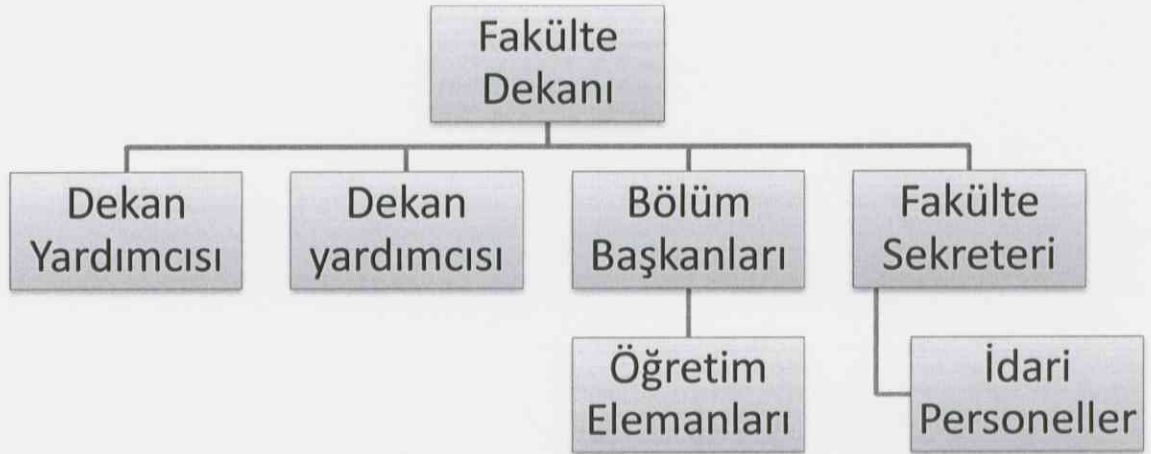 Fakülte
Dekanı
Dekan
Yardımcısı
Dekan
yardımcısı
Bölüm
Başkanları
Fakülte
Sekreteri
Öğretim
Elemanları
İdari
Personeller